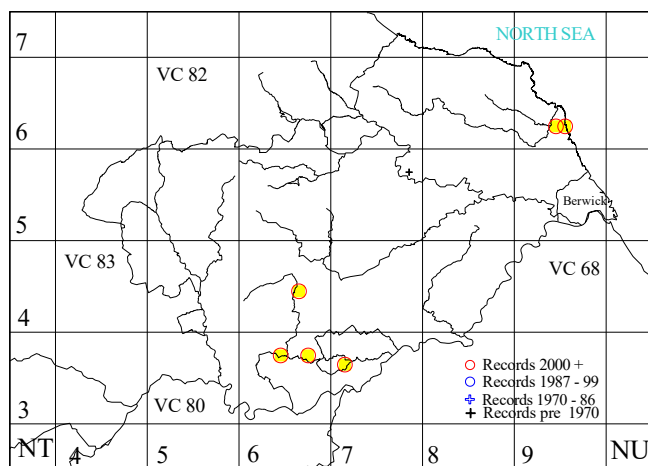 7
NORTH SEA
VC 82
6
Berwick
5
VC 83
VC 68
4
Records 2000 +
Records 1987 - 99
Records 1970 - 86
VC 80
Records pre 1970
3
NT 4 5 6 7 8 9 NU